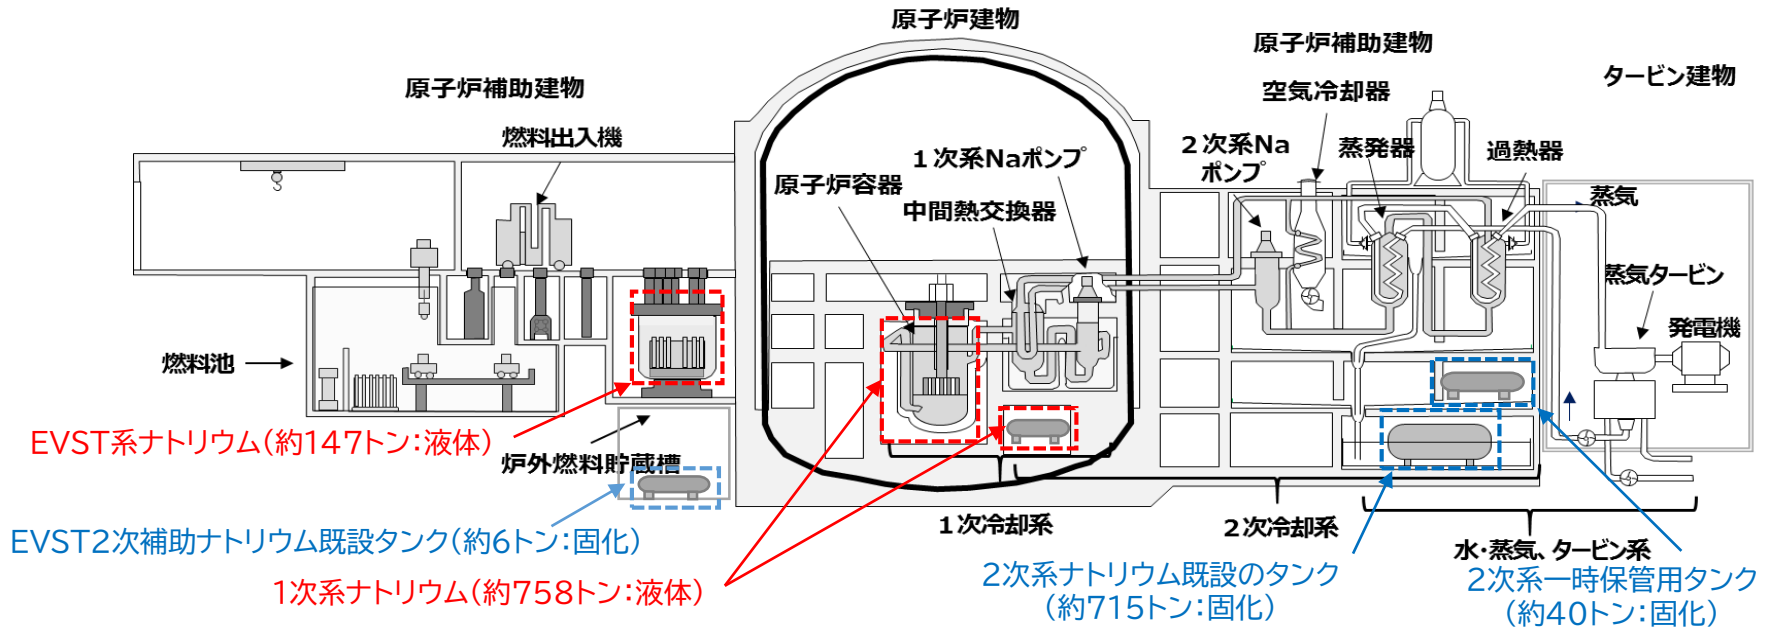 原子炉建物
原子炉補助建物
タービン建物
原子炉補助建物
空気冷却器
燃料出入機
1次系Naポンプ
2次系Na
ポンプ
蒸発器
過熱器
原子炉容器
中間熱交換器
蒸気
蒸気タービン
発電機
燃料池
EVST系ナトリウム(約147トン:液体)
炉外燃料貯蔵槽
1次冷却系
2次冷却系
水・蒸気、タービン系
EVST2次補助ナトリウム既設タンク(約6トン:固化)
1次系ナトリウム(約758トン:液体)
2次系ナトリウム既設のタンク
(約715トン:固化)
2次系一時保管用タンク
(約40トン:固化)